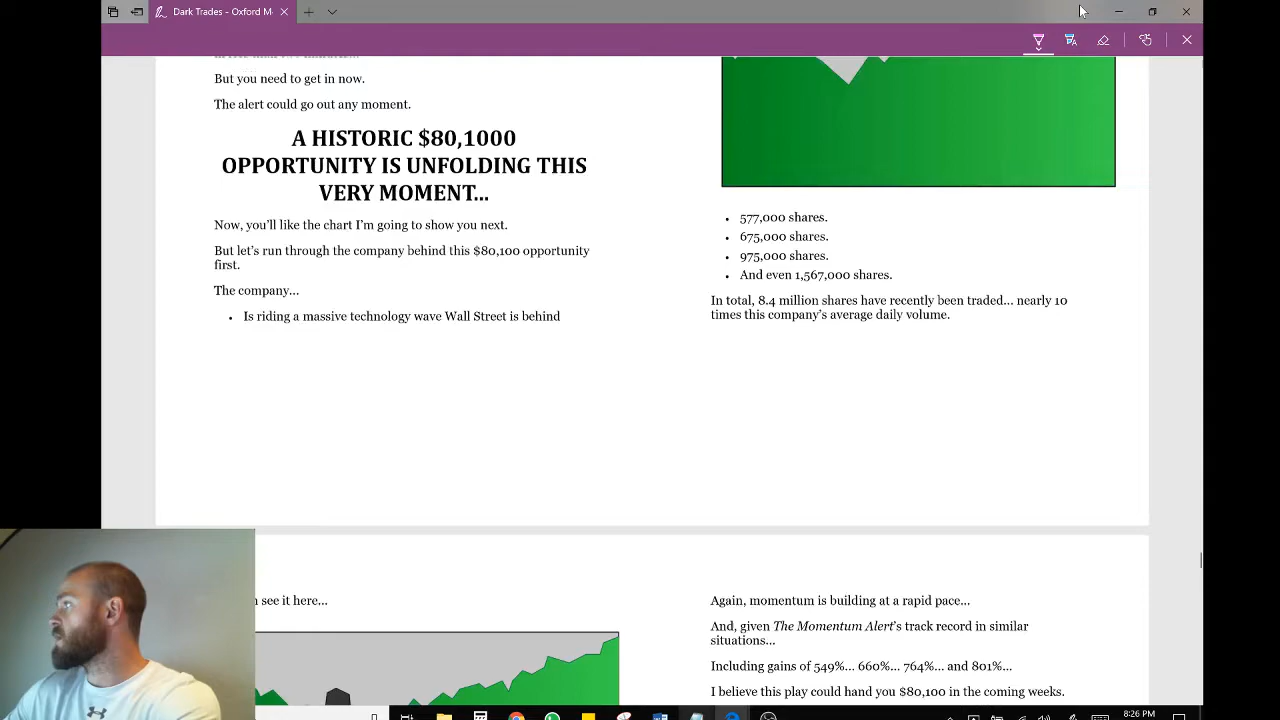 Dark Trades - Oxford M
But you need to get in now.
The alert could go out any moment.
A HISTORIC $80,1000
OPPORTUNITY IS UNFOLDING THIS
VERY MOMENT...
Now, you'll like the chart I'm going to show you next.
But let's run through the company behind this $80,100 opportunity
first.
The company...
• Is riding a massive technology wave Wall Street is behind
• 577,000 shares.
• 675,000 shares.
• 975,000 shares.
• And even 1,567,000 shares.
In total, 8.4 million shares have recently been traded... nearly 10
times this company's average daily volume.
see it here...
Again, momentum is building at a rapid pace...
And, given The Momentum Alert's track record in similar
situations...
Including gains of 549%... 660%... 764%... and 801%...
I believe this play could hand you $80,100 in the coming weeks.
8:26 PM